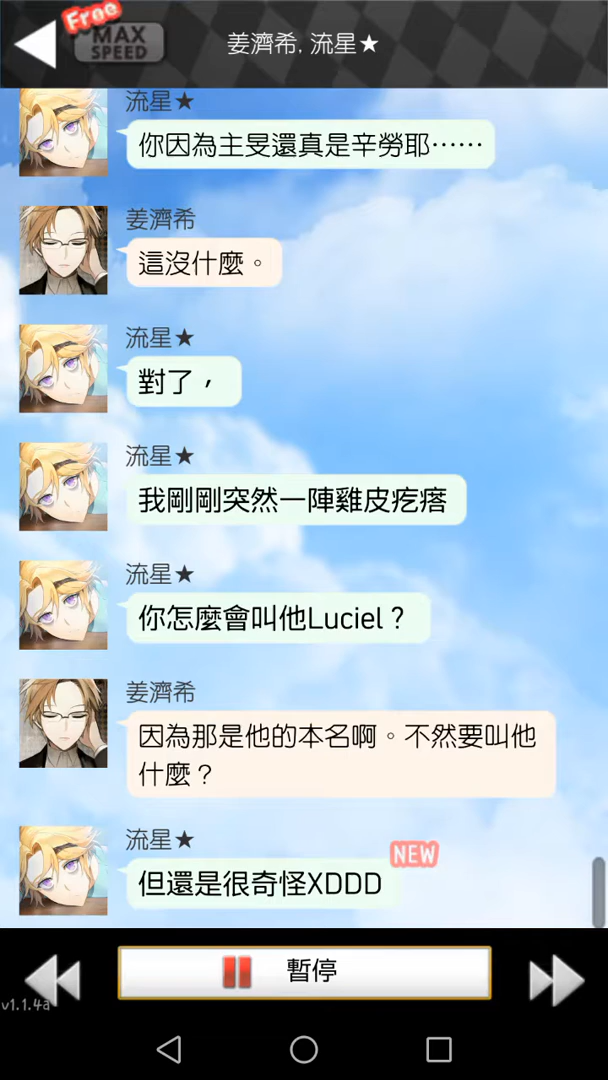 Free
MAX
SPEED
姜濟希, 流星★
流星★
你因為主旻還真是辛勞耶⋯⋯
姜濟希
這沒什麼。
流星★
對了，
流星★
我剛剛突然一陣雞皮疙瘩
流星★
你怎麼會叫他Luciel？
姜濟希
因為那是他的本名啊。不然要叫他
什麼？
流星★
NEW
但還是很奇怪XDDD
暫停
v1.1.4a